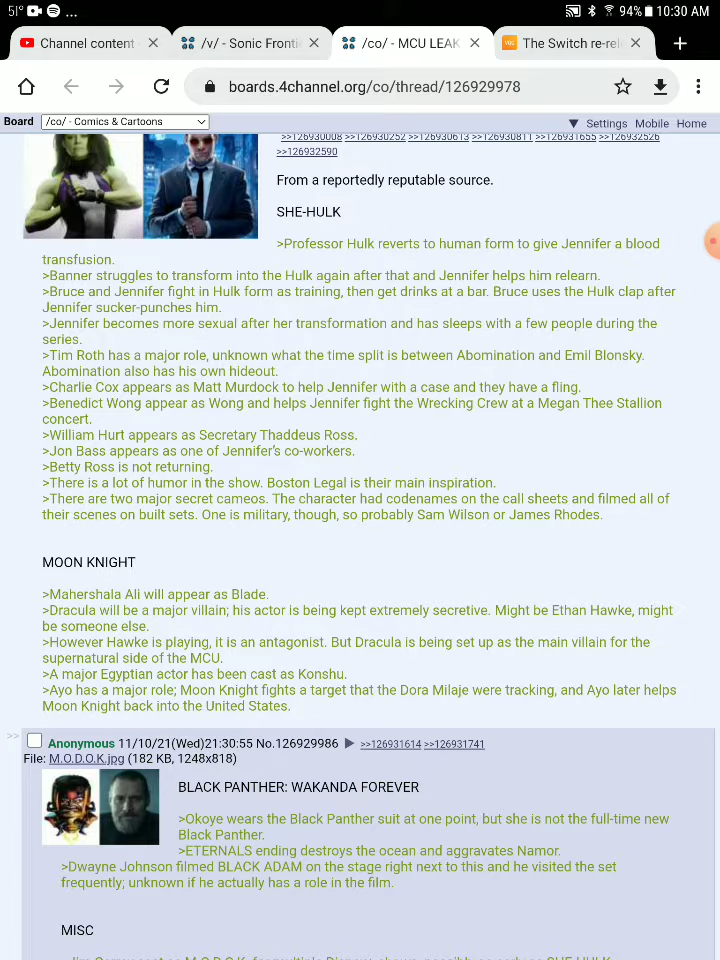 51° ... 94% 10:30 AM
Channel content × /v/ - Sonic Fronti × /co/ - MCU LEAK × The Switch re-rel × +
boards.4channel.org/co/thread/126929978
Board /co/ - Comics & Cartoons ▼ Settings Mobile Home
>>126930008 >>126930252 >>126930613 >>126930811 >>126931655 >>126932526
>>126932590
From a reportedly reputable source.
SHE-HULK
>Professor Hulk reverts to human form to give Jennifer a blood
transfusion.
>Banner struggles to transform into the Hulk again after that and Jennifer helps him relearn.
>Bruce and Jennifer fight in Hulk form as training, then get drinks at a bar. Bruce uses the Hulk clap after
Jennifer sucker-punches him.
>Jennifer becomes more sexual after her transformation and has sleeps with a few people during the
series.
>Tim Roth has a major role, unknown what the time split is between Abomination and Emil Blonsky.
Abomination also has his own hideout.
>Charlie Cox appears as Matt Murdock to help Jennifer with a case and they have a fling.
>Benedict Wong appear as Wong and helps Jennifer fight the Wrecking Crew at a Megan Thee Stallion
concert.
>William Hurt appears as Secretary Thaddeus Ross.
>Jon Bass appears as one of Jennifer's co-workers.
>Betty Ross is not returning.
>There is a lot of humor in the show. Boston Legal is their main inspiration.
>There are two major secret cameos. The character had codenames on the call sheets and filmed all of
their scenes on built sets. One is military, though, so probably Sam Wilson or James Rhodes.
MOON KNIGHT
>Mahershala Ali will appear as Blade.
>Dracula will be a major villain; his actor is being kept extremely secretive. Might be Ethan Hawke, might
be someone else.
>However Hawke is playing, it is an antagonist. But Dracula is being set up as the main villain for the
supernatural side of the MCU.
>A major Egyptian actor has been cast as Konshu.
>Ayo has a major role; Moon Knight fights a target that the Dora Milaje were tracking, and Ayo later helps
Moon Knight back into the United States.
>> Anonymous 11/10/21(Wed)21:30:55 No.126929986 ▶ >>126931614 >>126931741
File: M.O.D.O.K.jpg (182 KB, 1248x818)
BLACK PANTHER: WAKANDA FOREVER
>Okoye wears the Black Panther suit at one point, but she is not the full-time new
Black Panther.
>ETERNALS ending destroys the ocean and aggravates Namor.
>Dwayne Johnson filmed BLACK ADAM on the stage right next to this and he visited the set
frequently; unknown if he actually has a role in the film.
MISC